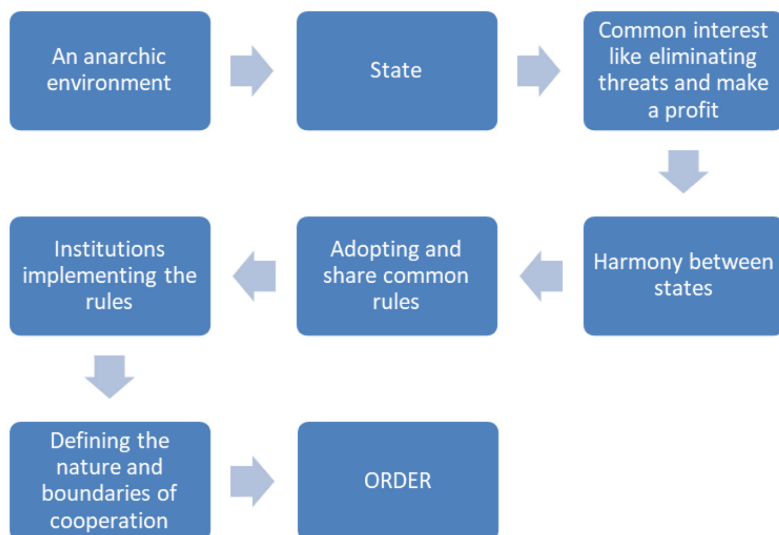 An anarchic
environment
State
Common interest
like eliminating
threats and make
a profit
Harmony between
states
Adopting and
share common
rules
Institutions
implementing the
rules
Defining the
nature and
boundaries of
cooperation
ORDER